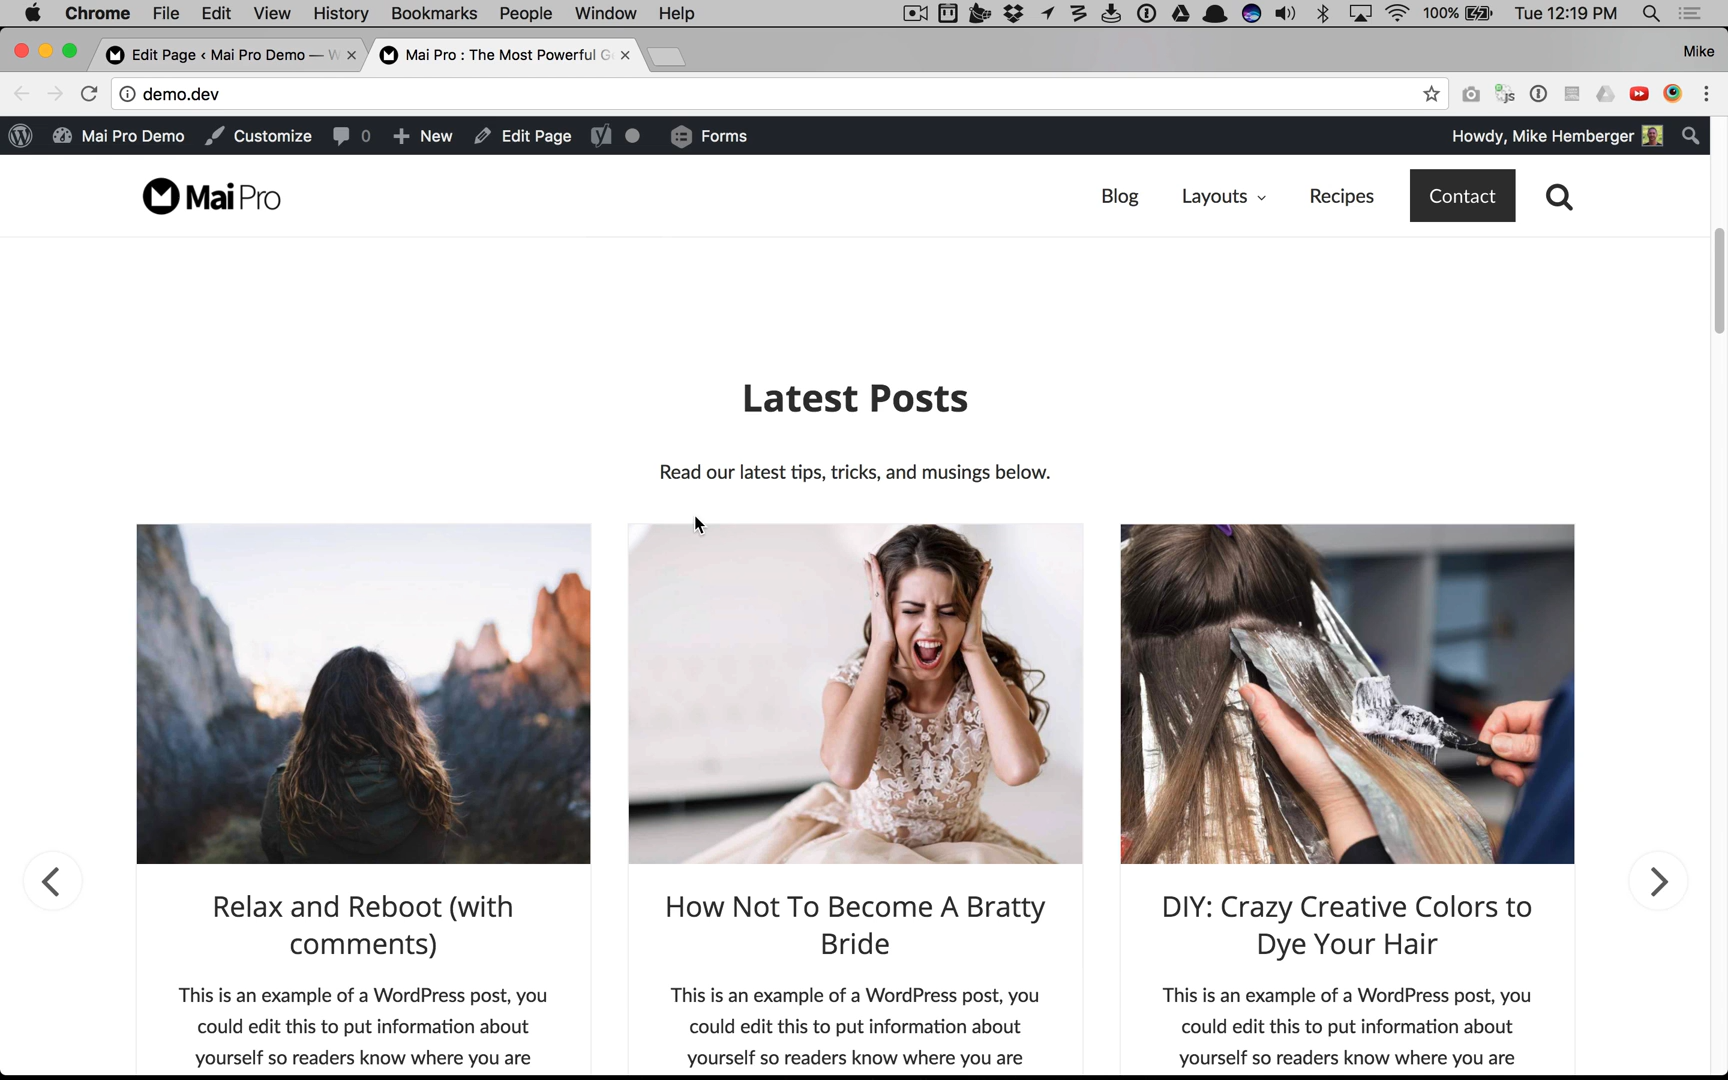 Chrome File Edit View History Bookmarks People Window Help 100% Tue 12:19 PM
Edit Page ‹ Mai Pro Demo — W Mai Pro : The Most Powerful G Mike
demo.dev
Mai Pro Demo Customize 0 New Edit Page Forms Howdy, Mike Hemberger
Mai Pro Blog Layouts Recipes Contact
Latest Posts
Read our latest tips, tricks, and musings below.
Relax and Reboot (with
comments)
This is an example of a WordPress post, you
could edit this to put information about
yourself so readers know where you are
How Not To Become A Bratty
Bride
This is an example of a WordPress post, you
could edit this to put information about
yourself so readers know where you are
DIY: Crazy Creative Colors to
Dye Your Hair
This is an example of a WordPress post, you
could edit this to put information about
yourself so readers know where you are